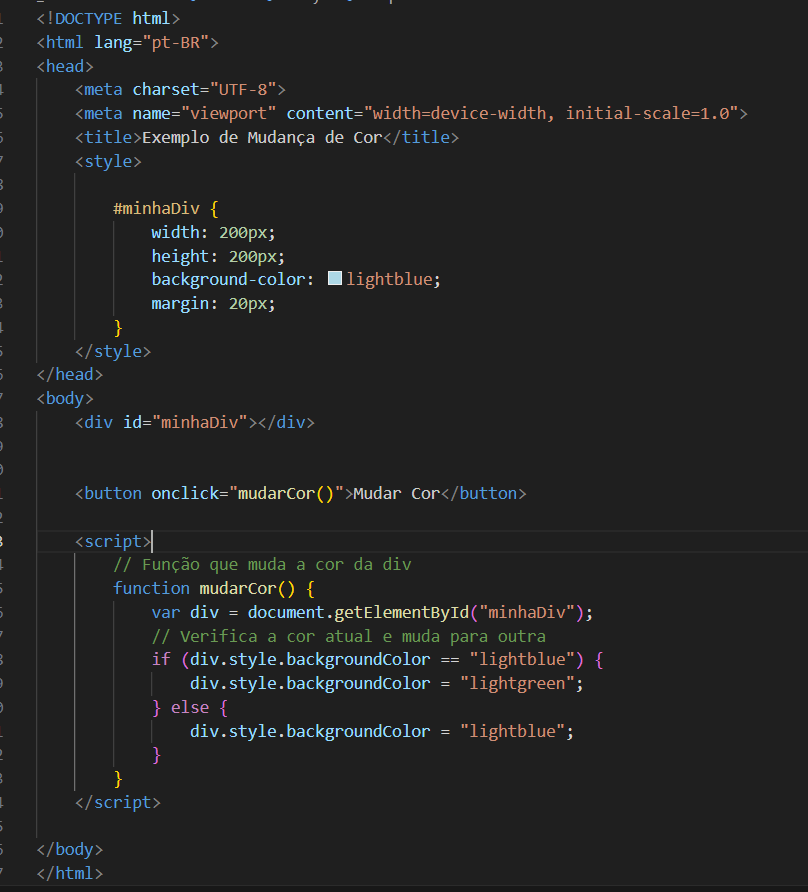 <!DOCTYPE html>
<html lang="pt-BR">
<head>
<meta charset="UTF-8">
<meta name="viewport" content="width=device-width, initial-scale=1.0">
<title>Exemplo de Mudança de Cor</title>
<style>
#minhaDiv {
width: 200px;
height: 200px;
background-color: lightblue;
margin: 20px;
}
</style>
</head>
<body>
<div id="minhaDiv"></div>
<button onclick="mudarCor()">Mudar Cor</button>
<script>
// Função que muda a cor da div
function mudarCor() {
var div = document.getElementById("minhaDiv");
// Verifica a cor atual e muda para outra
if (div.style.backgroundColor == "lightblue") {
div.style.backgroundColor = "lightgreen";
} else {
div.style.backgroundColor = "lightblue";
}
}
</script>
</body>
</html>